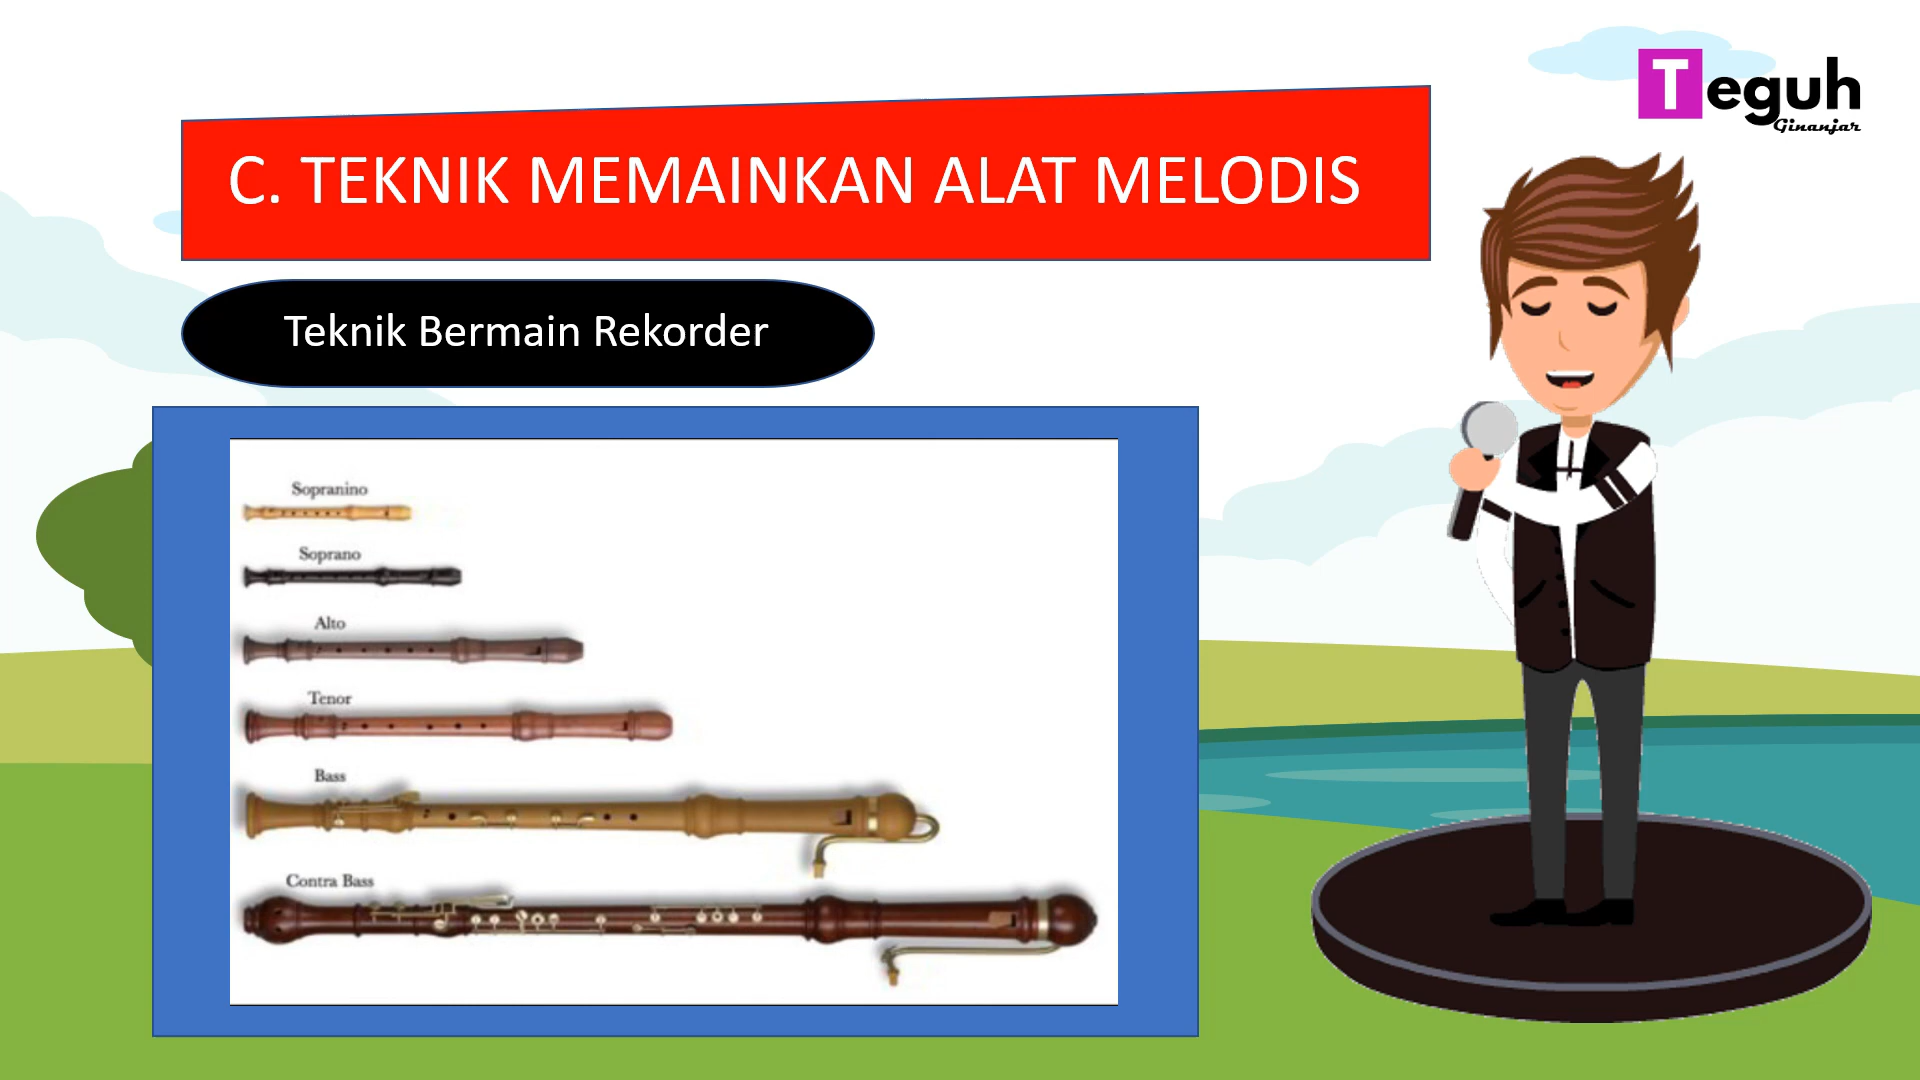 Teguh
Ginanjar
C. TEKNIK MEMAINKAN ALAT MELODIS
Teknik Bermain Rekorder
Sopranino
Soprano
Alto
Tenor
Bass
Contra Bass